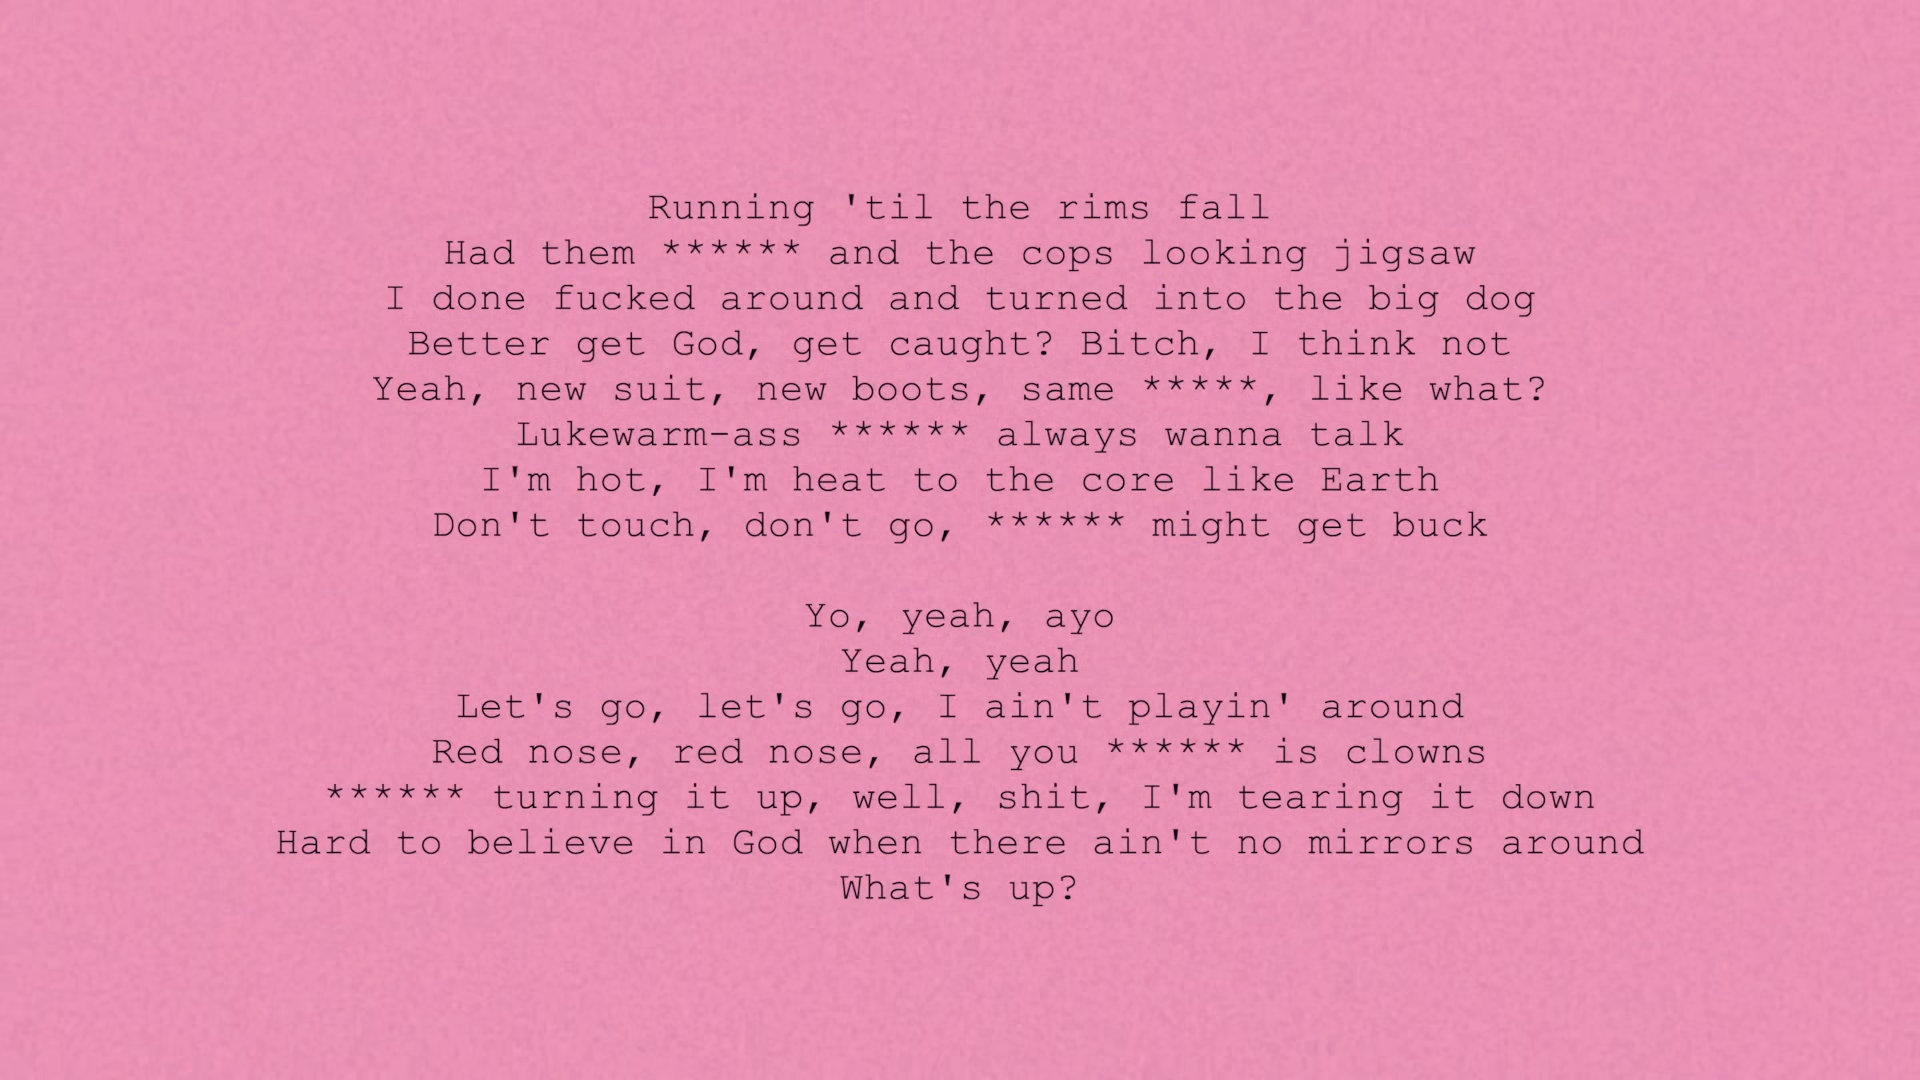 Running 'til the rims fall
Had them ****** and the cops looking jigsaw
I done fucked around and turned into the big dog
Better get God, get caught? Bitch, I think not
Yeah, new suit, new boots, same *****, like what?
Lukewarm-ass ****** always wanna talk
I'm hot, I'm heat to the core like Earth
Don't touch, don't go, ****** might get buck
Yo, yeah, ayo
Yeah, yeah
Let's go, let's go, I ain't playin' around
Red nose, red nose, all you ****** is clowns
****** turning it up, well, shit, I'm tearing it down
Hard to believe in God when there ain't no mirrors around
What's up?